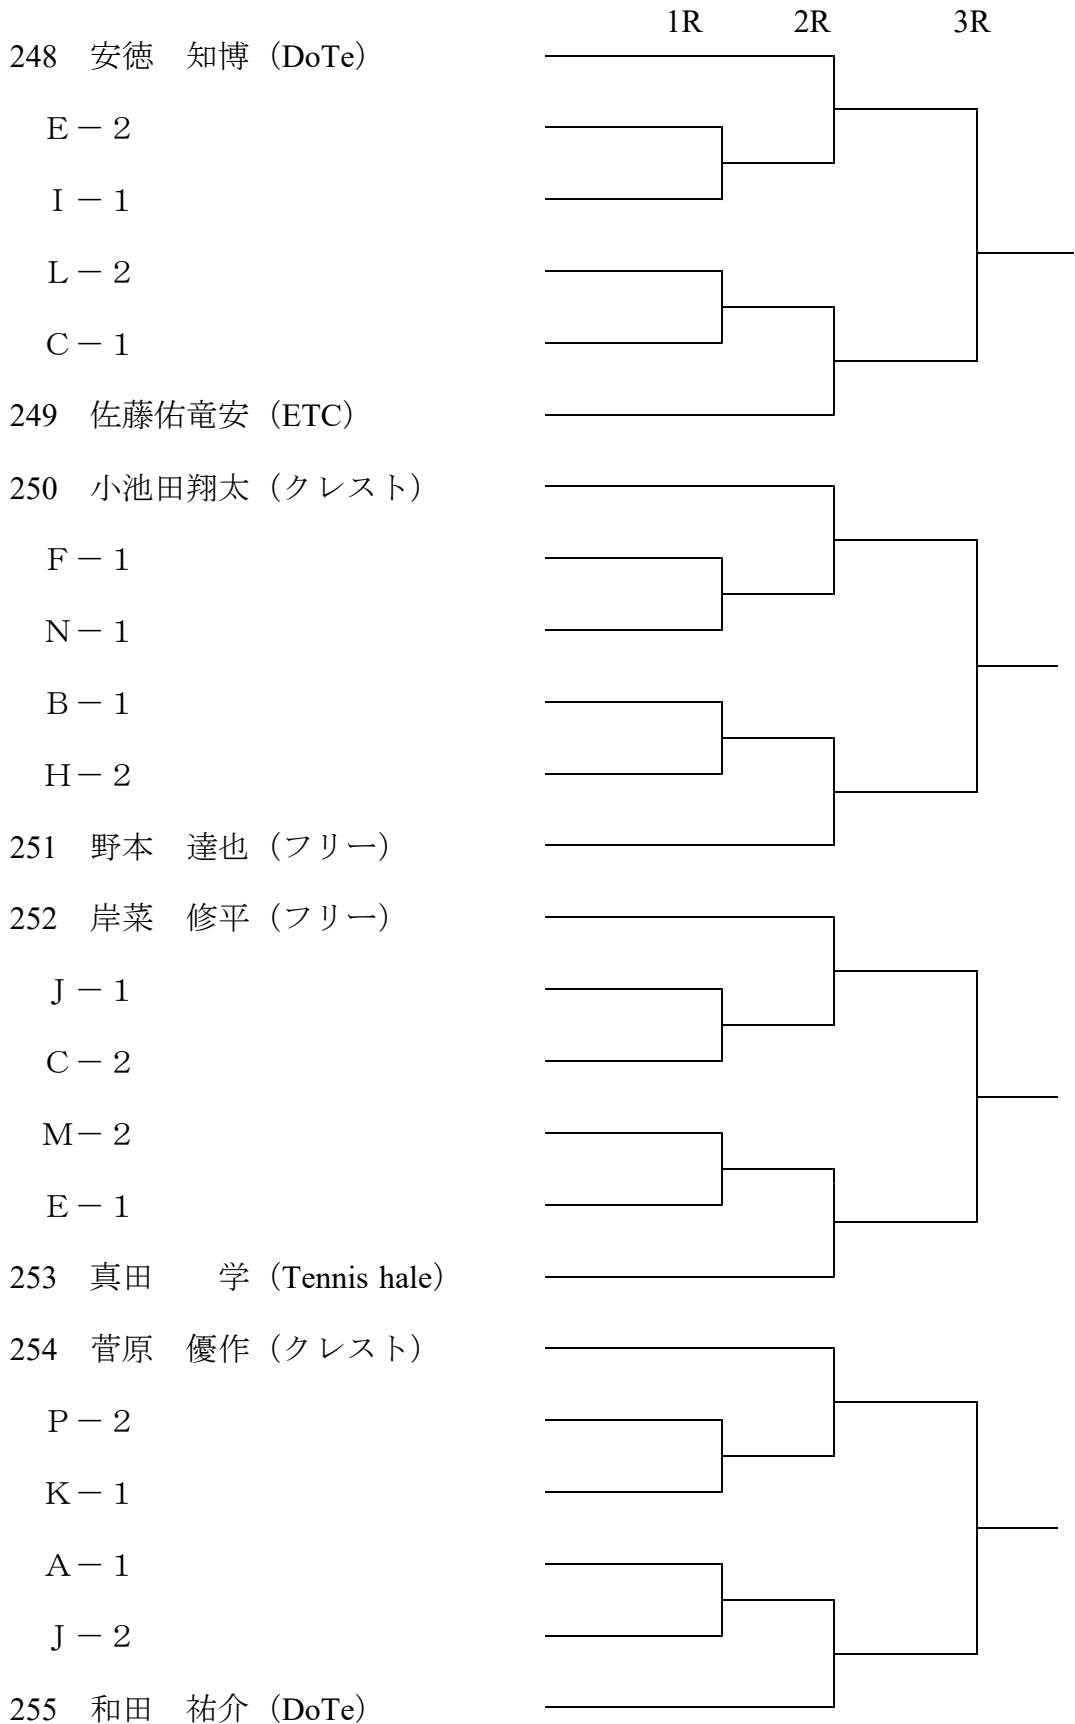 1R 2R 3R
248 安徳　知博（DoTe）
Ｅ－２
Ｉ－１
Ｌ－２
Ｃ－１
249 佐藤佑竜安（ETC）
250 小池田翔太（クレスト）
Ｆ－１
Ｎ－１
Ｂ－１
Ｈ－２
251 野本　達也（フリー）
252 岸菜　修平（フリー）
Ｊ－１
Ｃ－２
Ｍ－２
Ｅ－１
253 真田　　学（Tennis hale）
254 菅原　優作（クレスト）
Ｐ－２
Ｋ－１
Ａ－１
Ｊ－２
255 和田　祐介（DoTe）